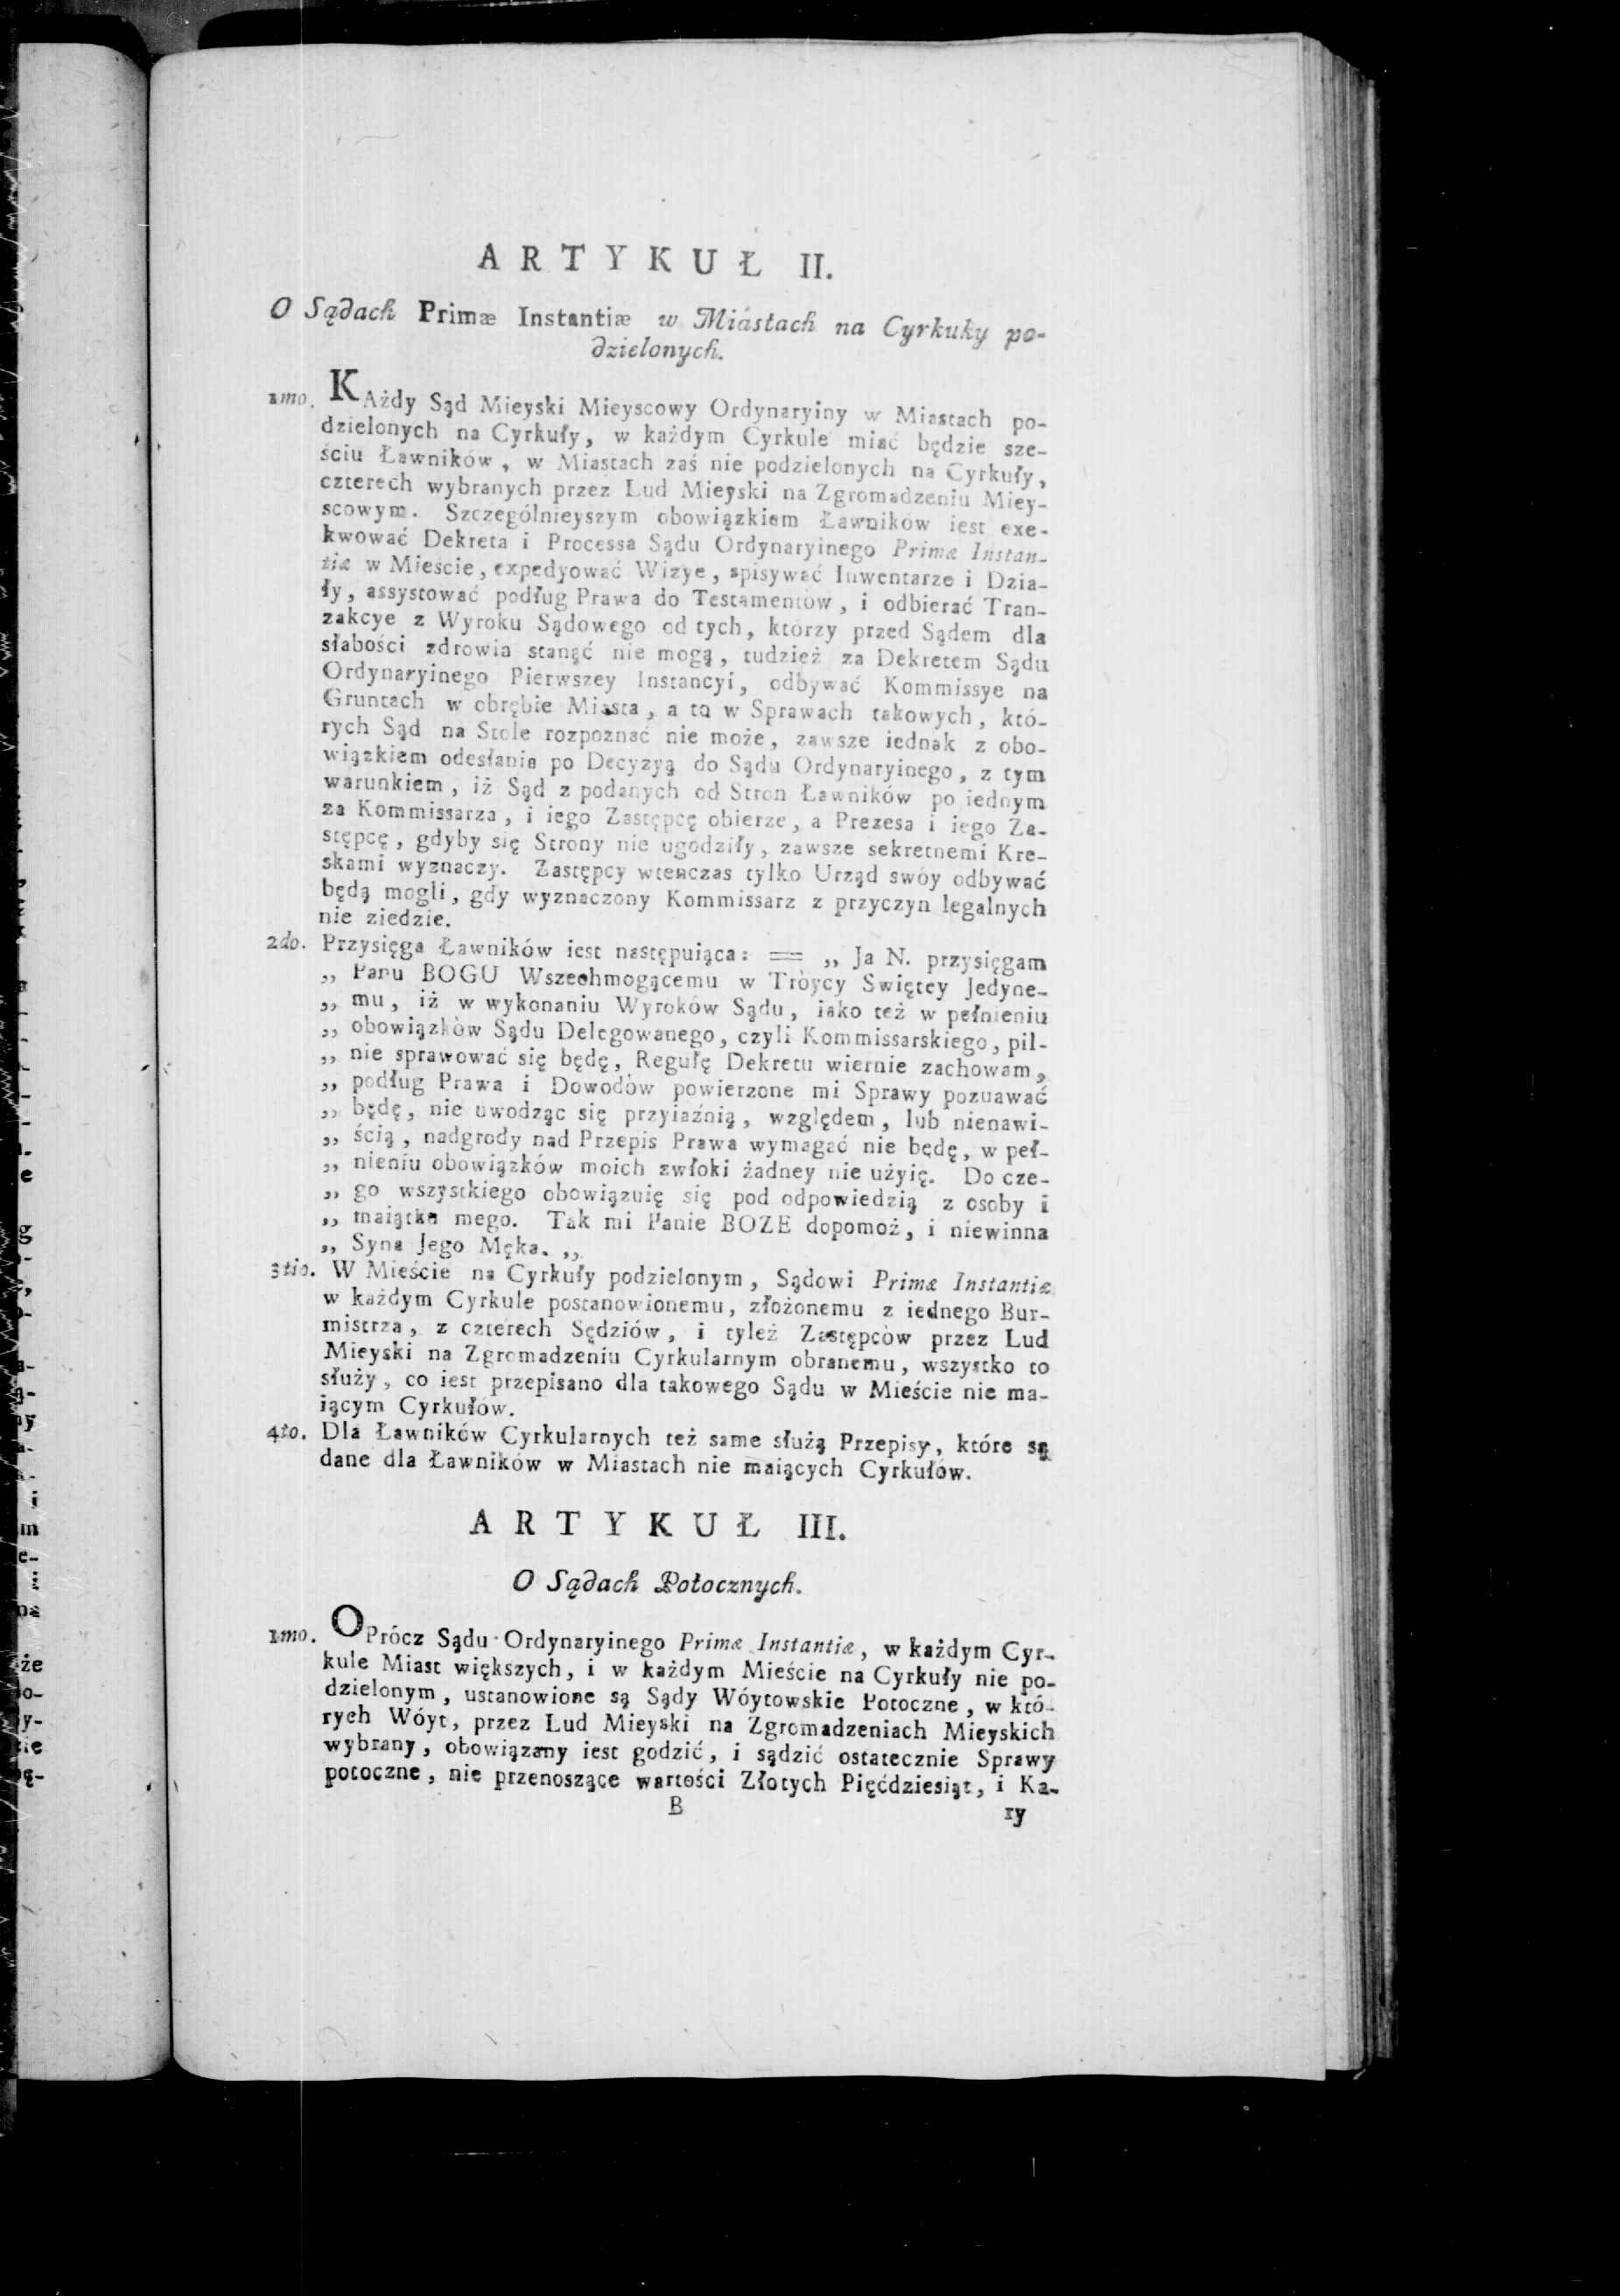 ARTYKUŁ II.
O Sądach Primæ Instantiæ w Miástach na Cyrkuky po-
dzielonych.
1mo. KAżdy Sąd Mieyski Mieyscowy Ordynaryiny w Miastach po-
dzielonych na Cyrkuły, w każdym Cyrkule miać będzie sze-
ściu Ławników, w Miastach zaś nie podzielonych na Cyrkuły,
czterech wybranych przez Lud Mieyski na Zgromadzeniu Miey-
scowym. Szczególnieyszym obowiązkiem Ławników iest exe-
kwować Dekreta i Processa Sądu Ordynaryinego Primæ Instan-
tiæ w Mieście, expedyować Wizye, spisywać Inwentarze i Dzia-
ły, assystować podług Prawa do Testamentow, i odbierać Tran-
zakcye z Wyroku Sądowego od tych, którzy przed Sądem dla
słabości zdrowia stanąć nie mogą, tudzież za Dekretem Sądu
Ordynaryinego Pierwszey Instancyi, odbywać Kommissye na
Gruntach w obrębie Miasta, a to w Sprawach takowych, któ-
rych Sąd na Stole rozpoznać nie może, zawsze iednak z obo-
wiązkiem odesłania po Decyzyą do Sądu Ordynaryinego, z tym
warunkiem, iż Sąd z podanych od Stron Ławników po iednym
za Kommissarza, i iego Zastępcę obierze, a Prezesa i iego Za-
stępcę, gdyby się Strony nie ugodziły, zawsze sekretnemi Kre-
skami wyznaczy. Zastępcy wtenczas tylko Urząd swóy odbywać
będą mogli, gdy wyznaczony Kommissarz z przyczyn legalnych
nie ziedzie.
2do. Przysięga Ławników iest następuiąca: == „ Ja N. przysięgam
„ Panu BOGU Wszechmogącemu w Tròycy Swiętey Jedyne-
„ mu, iż w wykonaniu Wyroków Sądu, iako też w pełnieniu
„ obowiązków Sądu Delegowanego, czyli Kommissarskiego, pil-
„ nie sprawować się będę, Regułę Dekretu wiernie zachowam,
„ podług Prawa i Dowodów powierzone mi Sprawy pozuawać
„ będę, nie uwodząc się przyiaźnią, względem, lub nienawi-
„ ścią, nadgrody nad Przepis Prawa wymagać nie będę, w peł-
„ nieniu obowiązków moich zwłoki żadney nie użyię. Do cze-
„ go wszystkiego obowiązuię się pod odpowiedzią z osoby i
„ maiątku mego. Tak mi Panie BOZE dopomoż, i niewinna
„ Syna Jego Męka. „
3tio. W Mieście na Cyrkuły podzielonym, Sądowi Primæ Instantiæ
w każdym Cyrkule postanowionemu, złożonemu z iednego Bur-
mistrza, z czterech Sędziów, i tyleż Zastępców przez Lud
Mieyski na Zgromadzeniu Cyrkularnym obranemu, wszystko to
służy, co iest przepisano dla takowego Sądu w Mieście nie ma-
iącym Cyrkułów.
4to. Dla Ławników Cyrkularnych też same służą Przepisy, które są
dane dla Ławników w Miastach nie maiących Cyrkułów.
ARTYKUŁ III.
O Sądach Potocznych.
1mo. OPrócz Sądu Ordynaryinego Primæ Instantiæ, w każdym Cyr-
kule Miast większych, i w każdym Mieście na Cyrkuły nie po-
dzielonym, ustanowione są Sądy Wóytowskie Potoczne, w któ-
rych Wóyt, przez Lud Mieyski na Zgromadzeniach Mieyskich
wybrany, obowiązany iest godzić, i sądzić ostatecznie Sprawy
potoczne, nie przenoszące wartości Złotych Pięćdziesiąt, i Ka-
B
ry